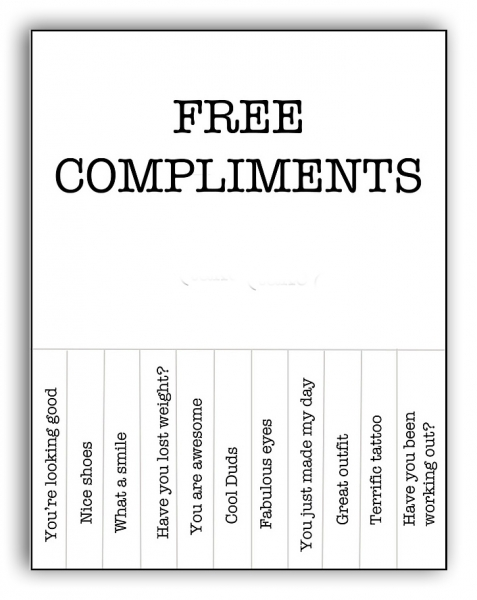 FREE
COMPLIMENTS
You're looking good
Nice shoes
What a smile
Have you lost weight?
You are awesome
Cool Duds
Fabulous eyes
You just made my day
Great outfit
Terrific tattoo
Have you been
working out?